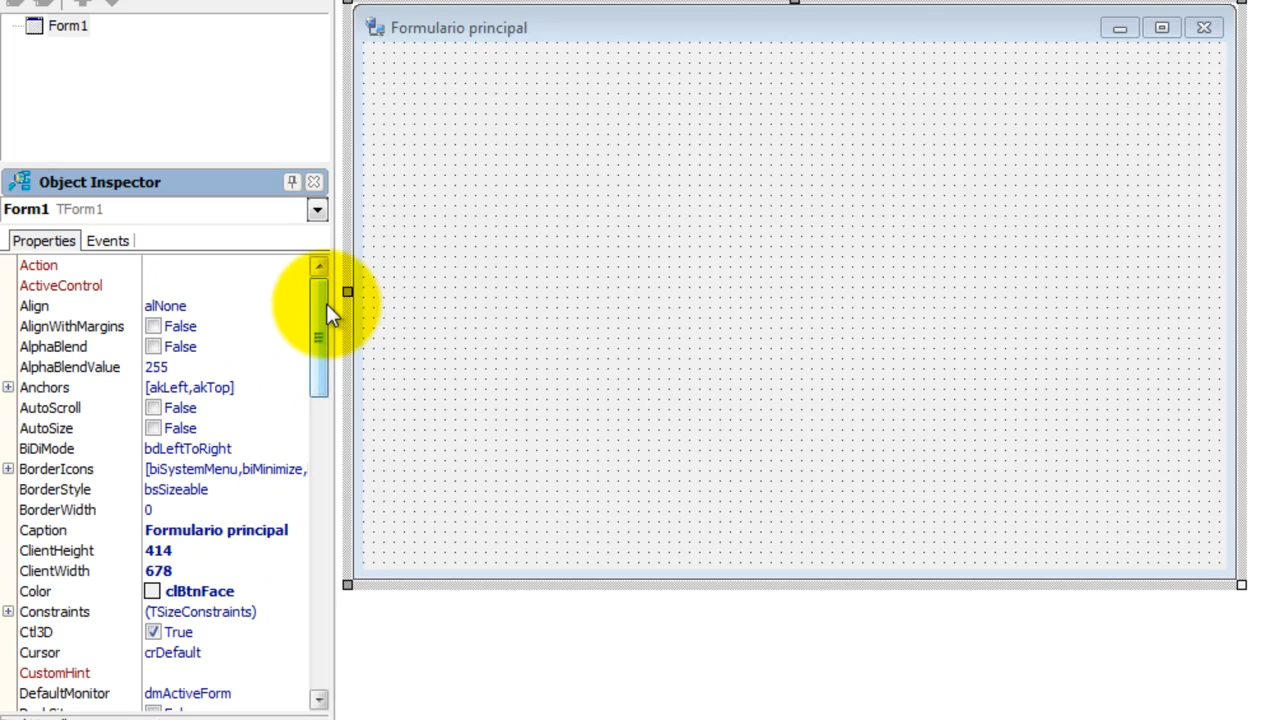 Form1
Formulario principal
Object Inspector
Form1 TForm1
Properties Events
Action
ActiveControl
Align alNone
AlignWithMargins False
AlphaBlend False
AlphaBlendValue 255
Anchors [akLeft,akTop]
AutoScroll False
AutoSize False
BiDiMode bdLeftToRight
BorderIcons [biSystemMenu,biMinimize,
BorderStyle bsSizeable
BorderWidth 0
Caption Formulario principal
ClientHeight 414
ClientWidth 678
Color clBtnFace
Constraints (TSizeConstraints)
Ctl3D True
Cursor crDefault
CustomHint
DefaultMonitor dmActiveForm